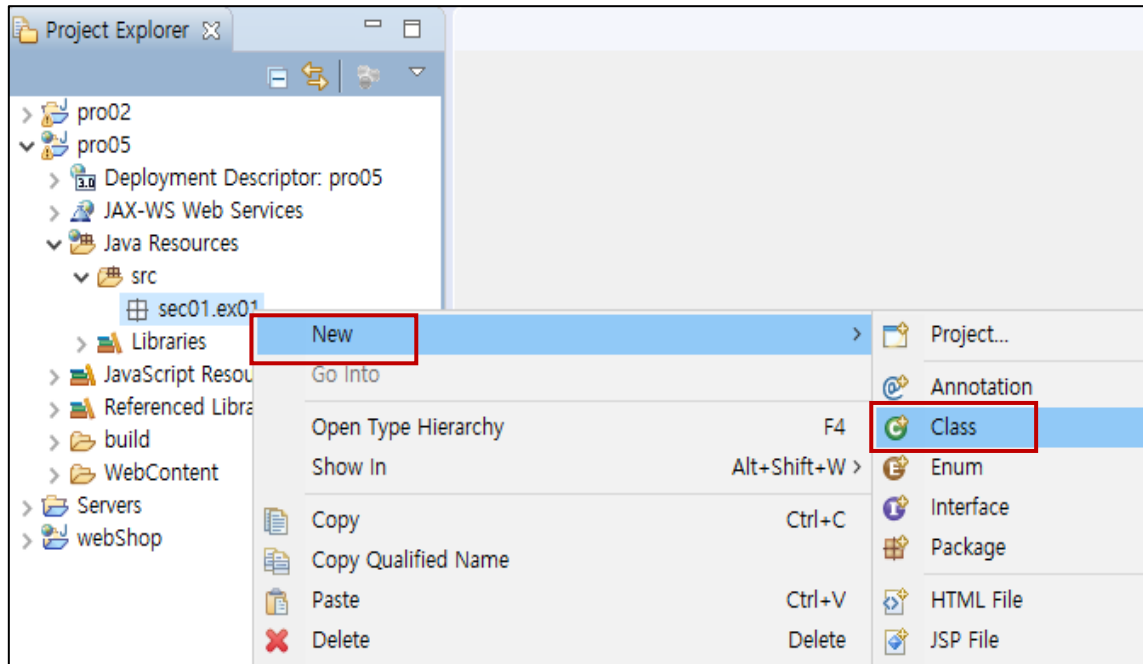 Project Explorer
pro02
pro05
3.0 Deployment Descriptor: pro05
JAX-WS Web Services
Java Resources
src
sec01.ex01
Libraries
JavaScript Resou
Referenced Libra
build
WebContent
Servers
webShop
New
Go Into
Open Type Hierarchy F4
Show In Alt+Shift+W >
Copy Ctrl+C
Copy Qualified Name
Paste Ctrl+V
Delete Delete
Project...
Annotation
Class
Enum
Interface
Package
HTML File
JSP File